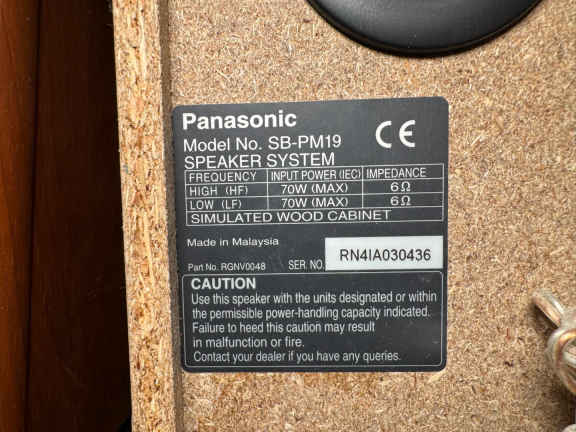 Panasonic
Model No. SB-PM19
CE
SPEAKER SYSTEM
FREQUENCY INPUT POWER (IEC) IMPEDANCE
HIGH (HF) 70W (MAX) 6Ω
LOW (LF) 70W (MAX) 6Ω
SIMULATED WOOD CABINET
Made in Malaysia
Part No. RGNV0048 SER. NO. RN4IA030436
CAUTION
Use this speaker with the units designated or within
the permissible power-handling capacity indicated.
Failure to heed this caution may result
in malfunction or fire.
Contact your dealer if you have any queries.